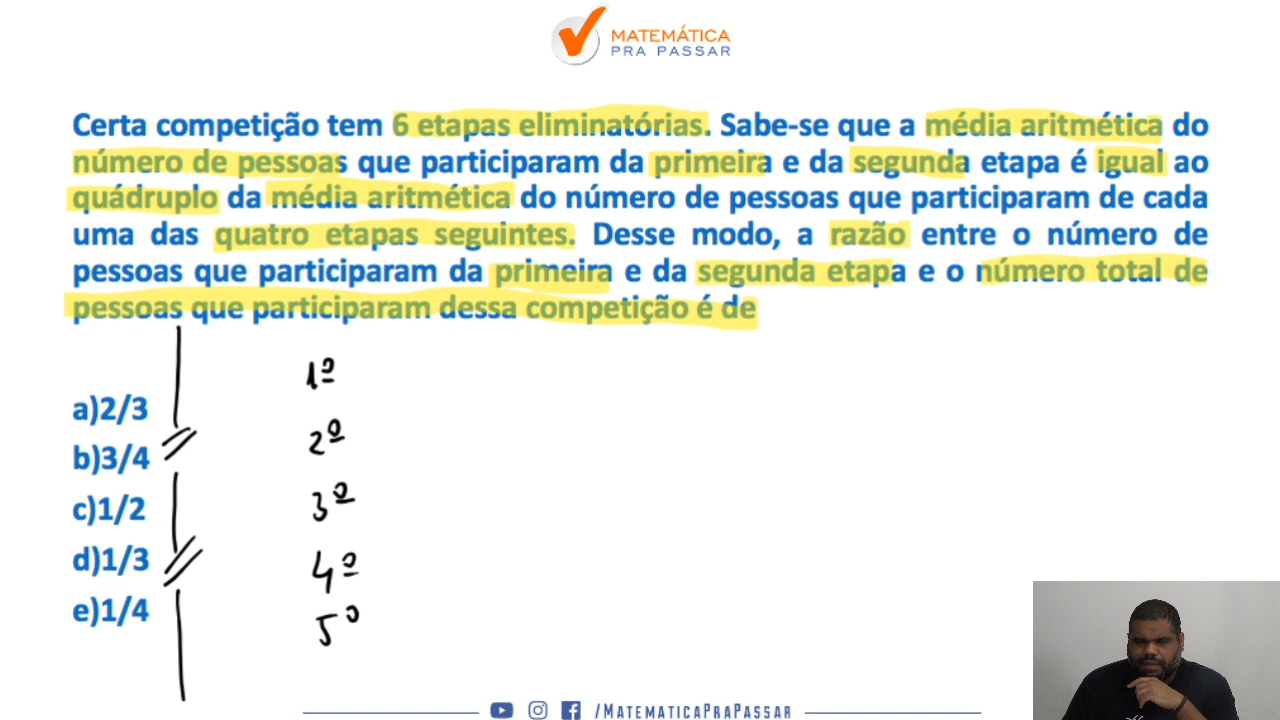 MATEMÁTICA
PRA PASSAR
Certa competição tem 6 etapas eliminatórias. Sabe-se que a média aritmética do
número de pessoas que participaram da primeira e da segunda etapa é igual ao
quádruplo da média aritmética do número de pessoas que participaram de cada
uma das quatro etapas seguintes. Desse modo, a razão entre o número de
pessoas que participaram da primeira e da segunda etapa e o número total de
pessoas que participaram dessa competição é de
a)2/3
b)3/4
c)1/2
d)1/3
e)1/4
1º
2º
3º
4º
5º
/MATEMATICAPRAPASSAR